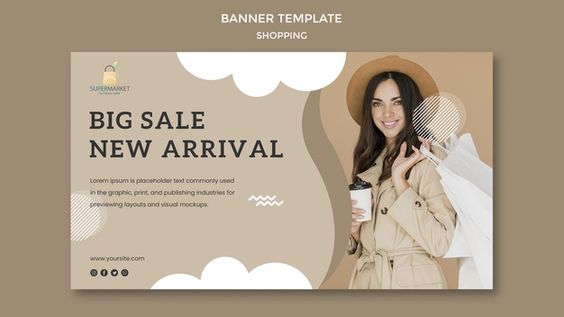 BANNER TEMPLATE
SHOPPING
SUPERMARKET
BIG SALE
NEW ARRIVAL
Lorem ipsum is placeholder text commonly used
in the graphic, print, and publishing industries for
previewing layouts and visual mockups.
www.yoursite.com